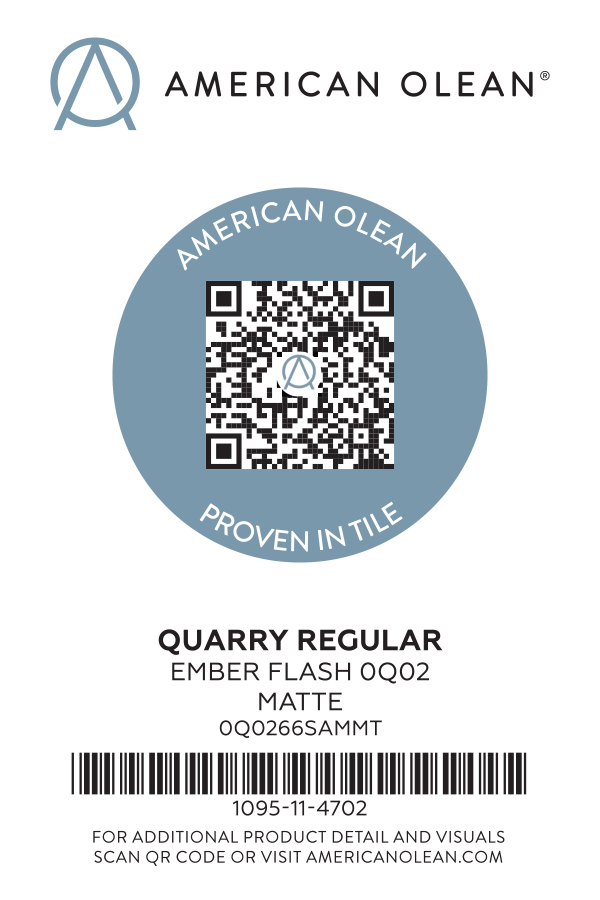 AMERICAN OLEAN®
AMERICAN OLEAN
PROVEN IN TILE
QUARRY REGULAR
EMBER FLASH 0Q02
MATTE
0Q0266SAMMT
1095-11-4702
FOR ADDITIONAL PRODUCT DETAIL AND VISUALS
SCAN QR CODE OR VISIT AMERICANOLEAN.COM